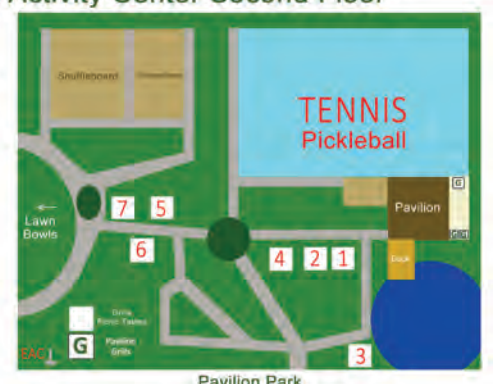 Activity Center Second Floor
Shuffleboard
TENNIS
Pickleball
G
Pavilion
G G
← Lawn
Bowls
7 5
6
4 2 1
Dock
3
Picnic Tables
G
Pavilion
Grills
EAC
Pavilion Park